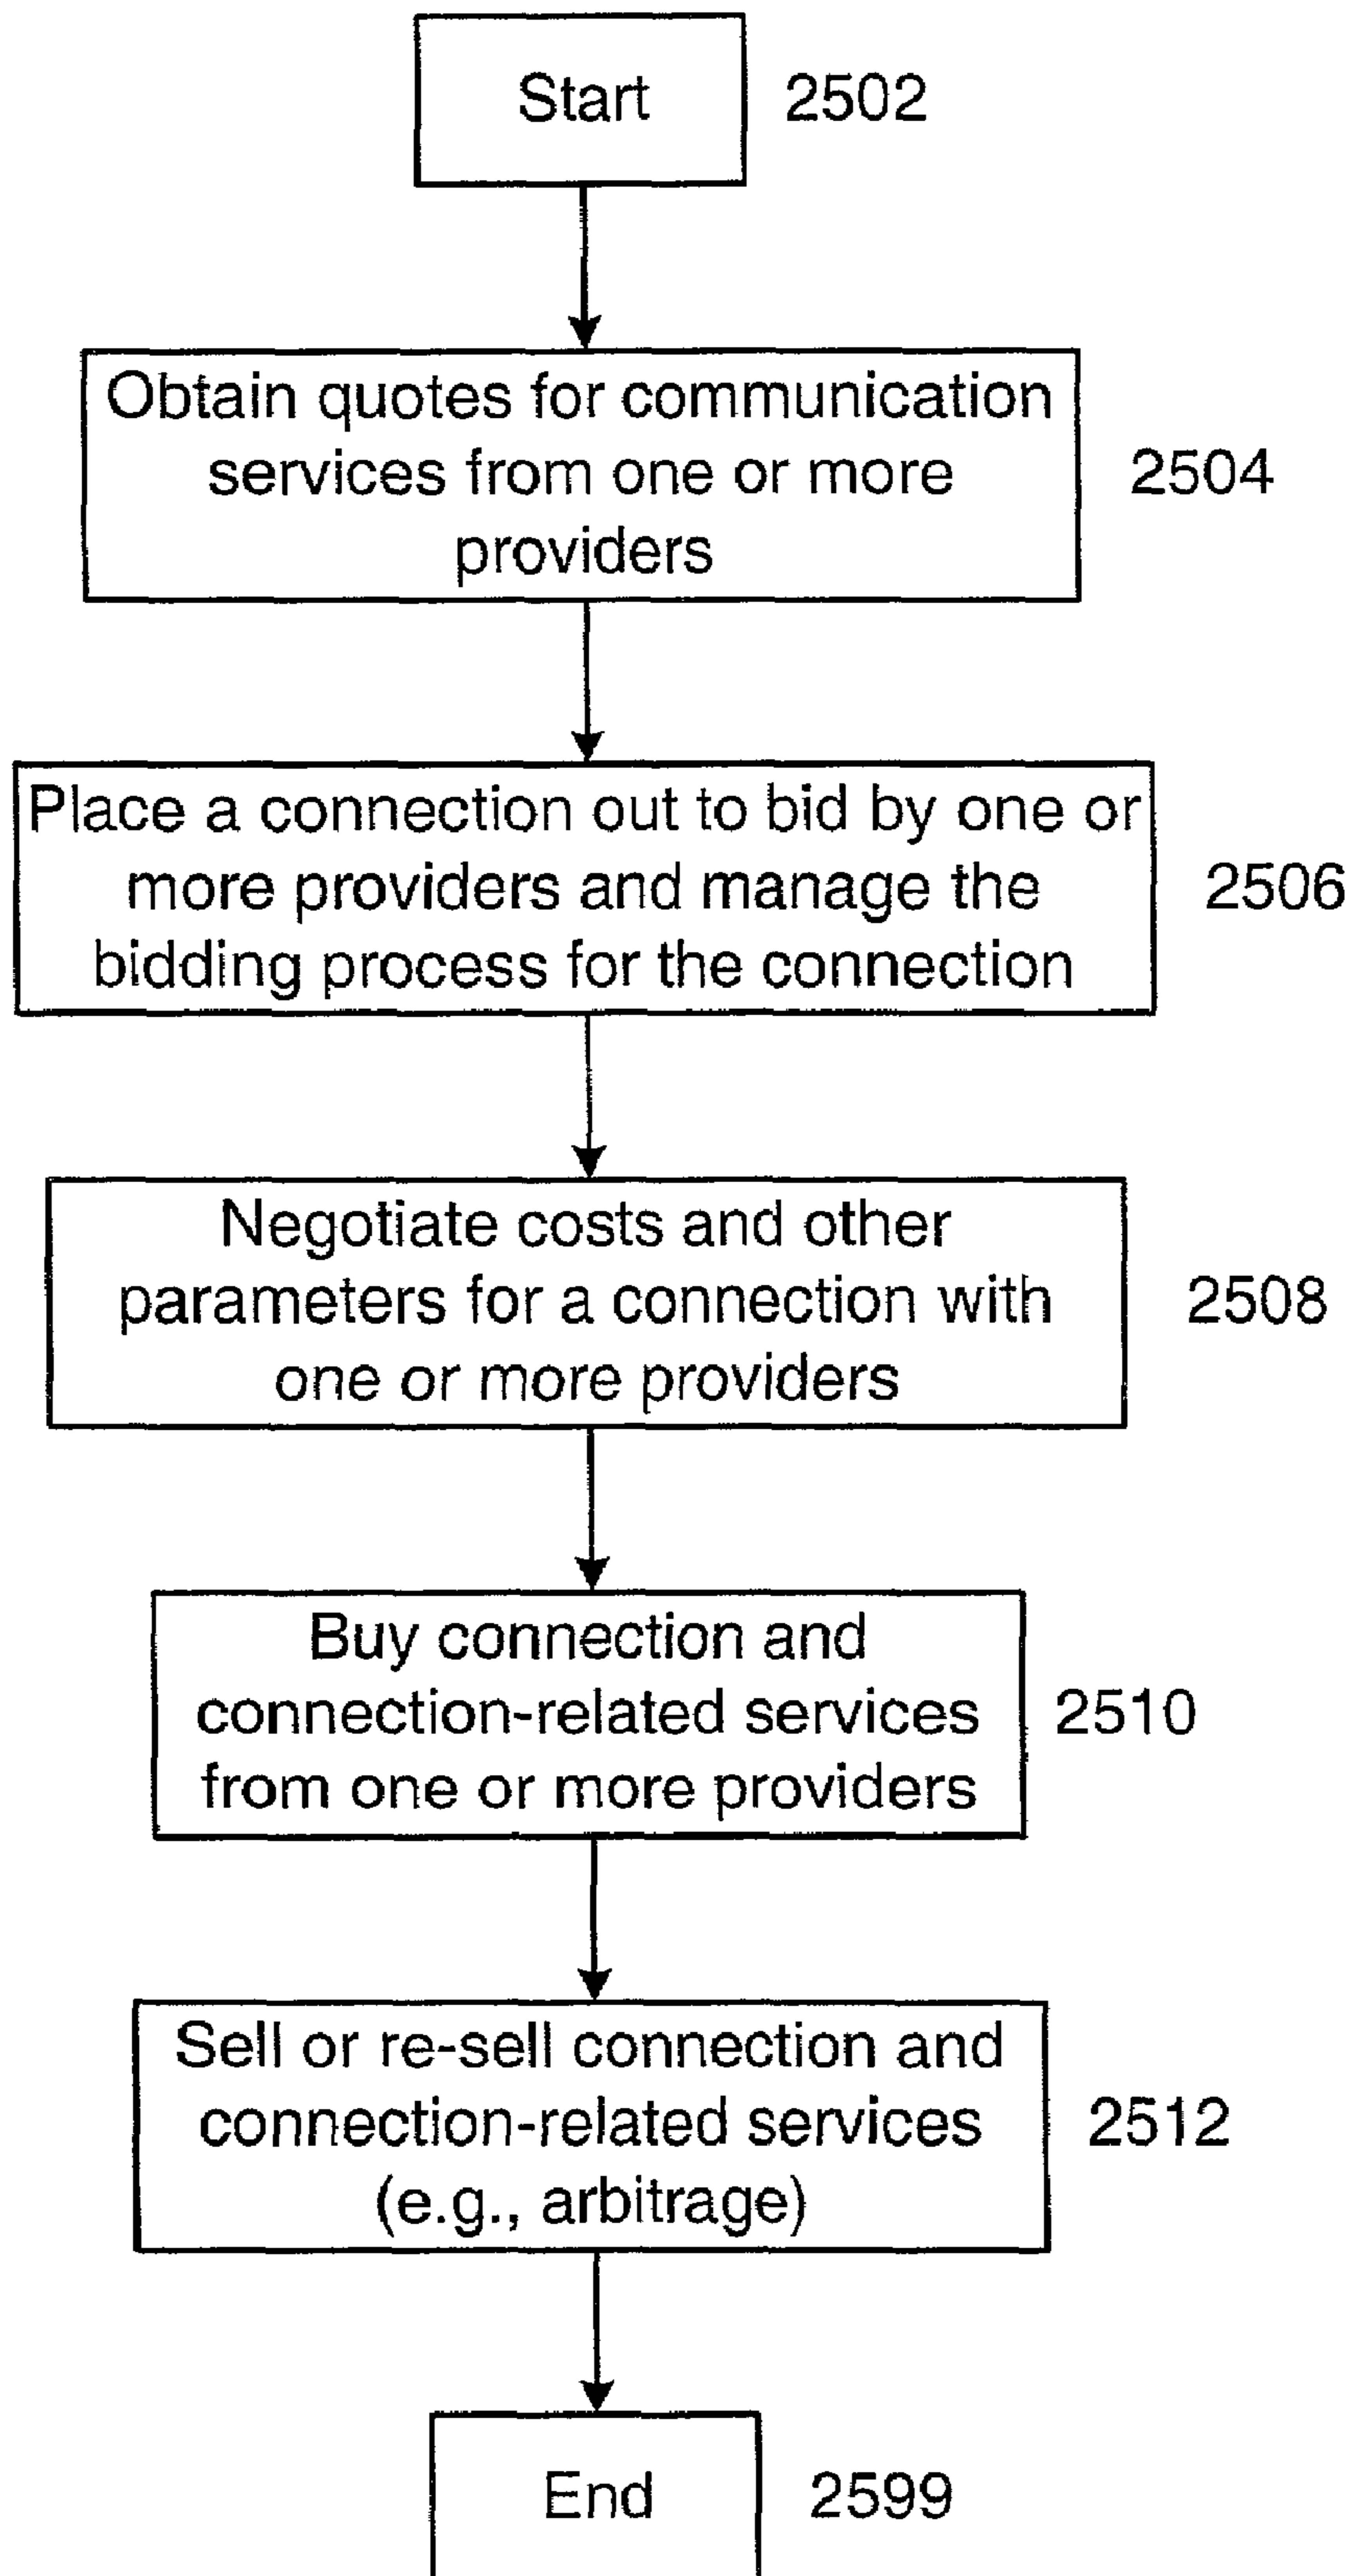 Start 2502
Obtain quotes for communication
services from one or more 2504
providers
Place a connection out to bid by one or
more providers and manage the 2506
bidding process for the connection
Negotiate costs and other
parameters for a connection with 2508
one or more providers
Buy connection and
connection-related services 2510
from one or more providers
Sell or re-sell connection and
connection-related services 2512
(e.g., arbitrage)
End 2599